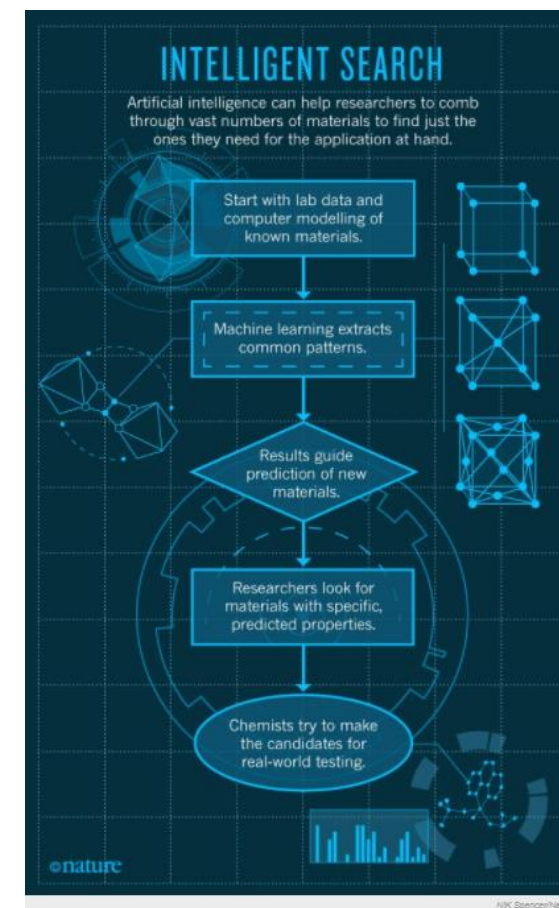 INTELLIGENT SEARCH
Artificial intelligence can help researchers to comb
through vast numbers of materials to find just the
ones they need for the application at hand.
Start with lab data and
computer modelling of
known materials.
Machine learning extracts
common patterns.
Results guide
prediction of new
materials.
Researchers look for
materials with specific,
predicted properties.
Chemists try to make
the candidates for
real-world testing.
©nature